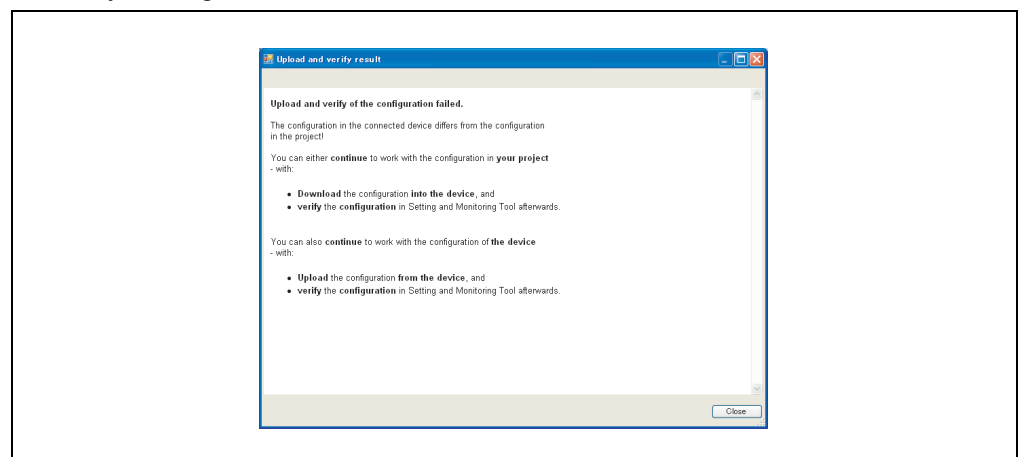 Upload and verify result
Upload and verify of the configuration failed.
The configuration in the connected device differs from the configuration
in the project!
You can either continue to work with the configuration in your project
- with:
• Download the configuration into the device, and
• verify the configuration in Setting and Monitoring Tool afterwards.
You can also continue to work with the configuration of the device
- with:
• Upload the configuration from the device, and
• verify the configuration in Setting and Monitoring Tool afterwards.
Close